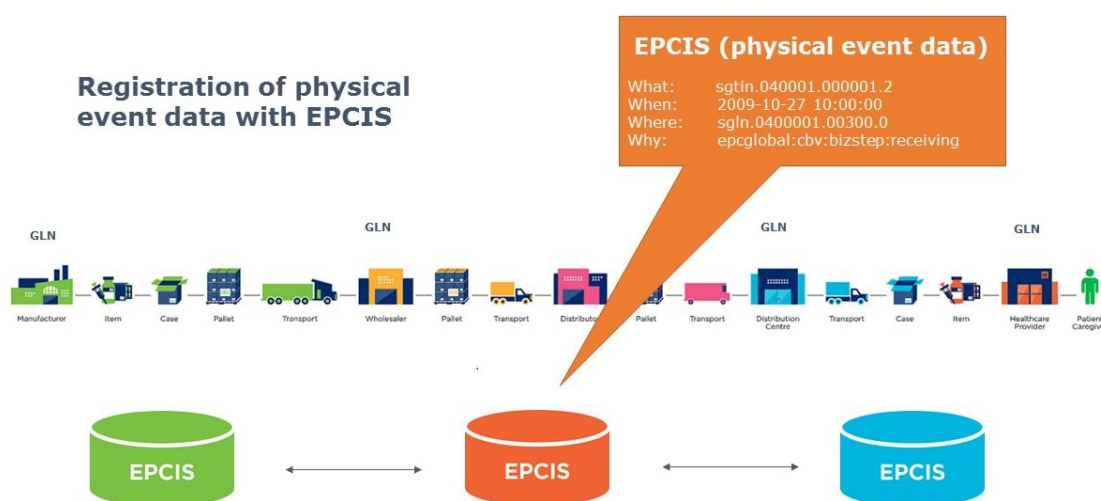 Registration of physical
event data with EPCIS
EPCIS (physical event data)
What: sgtin.040001.000001.2
When: 2009-10-27 10:00:00
Where: sgln.0400001.00300.0
Why: epcglobal:cbv:bizstep:receiving
GLN
GLN
GLN
GLN
Manufacturer
Item
Case
Pallet
Transport
Wholesaler
Pallet
Transport
Distributo
Pallet
Transport
Distribution
Centre
Transport
Case
Item
Healthcare
Provider
Patient
Caregive
EPCIS
EPCIS
EPCIS